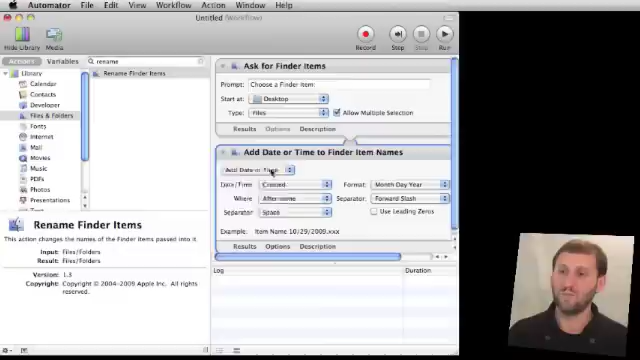 Automator File Edit View Workflow Action Window Help
Untitled (Workflow)
Hide Library Media Record Stop Run
Actions Variables rename
Library
Calendar
Contacts
Developer
Files & Folders
Fonts
Internet
Mail
Movies
Music
PDFs
Photos
Presentations
Rename Finder Items
Ask for Finder Items
Prompt: Choose a Finder Item:
Start at: Desktop
Type: Files Allow Multiple Selection
Results Options Description
Add Date or Time to Finder Item Names
Add Date or Time
Date/Time: Created Format: Month Day Year
Where: After name Separator: Forward Slash
Separator: Space Use Leading Zeros
Example: Item Name 10/29/2009.xxx
Results Options Description
Log Duration
Rename Finder Items
This action changes the names of the Finder Items passed into it.
Input: Files/Folders
Result: Files/Folders
Version: 1.3
Copyright: Copyright © 2004-2009 Apple Inc. All rights reserved.